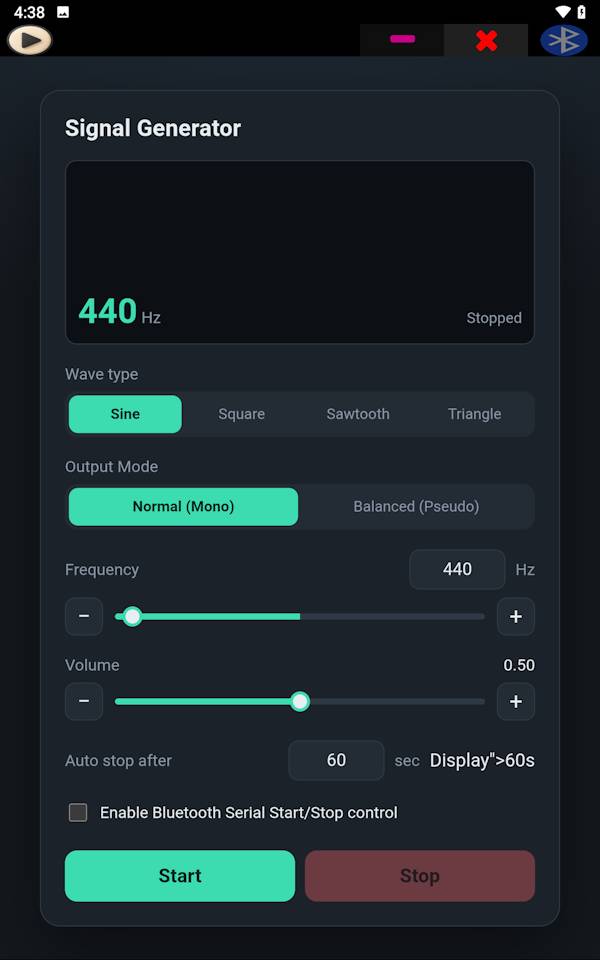 4:38
Signal Generator
440 Hz Stopped
Wave type
Sine Square Sawtooth Triangle
Output Mode
Normal (Mono) Balanced (Pseudo)
Frequency 440 Hz
− +
Volume 0.50
− +
Auto stop after 60 sec Display">60s
Enable Bluetooth Serial Start/Stop control
Start Stop